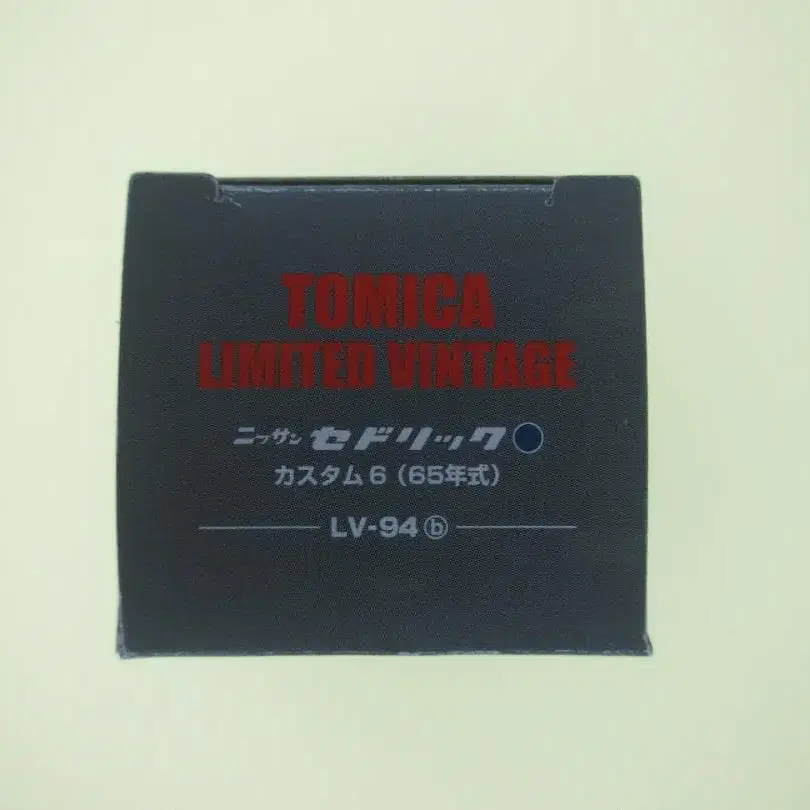 TOMICA
LIMITED VINTAGE
ニッサン セドリック
カスタム6（65年式）
LV-94ⓑ